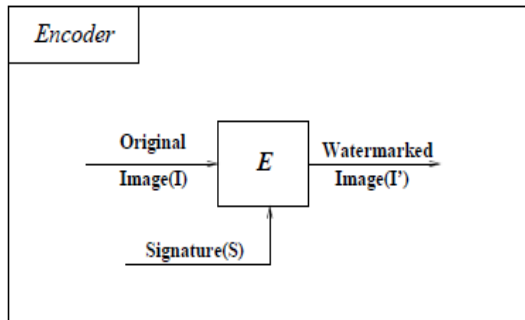 Encoder
Original
Image(I)
E
Watermarked
Image(I’)
Signature(S)